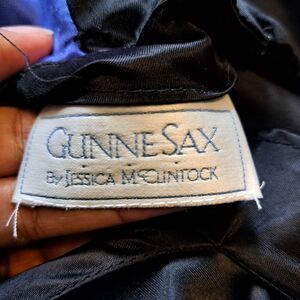 GUNNE SAX
BY JESSICA MCCLINTOCK